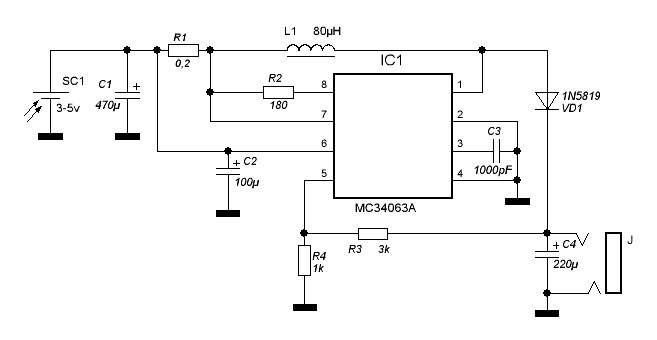 R1
0,2
L1 80µH
IC1
SC1
3-5v
C1 +
470µ
R2
180
8
7
6
5
1
2
3
4
1N5819
VD1
C3
1000pF
+ C2
100µ
MC34063A
R3 3k
R4
1k
+ C4
220µ
J